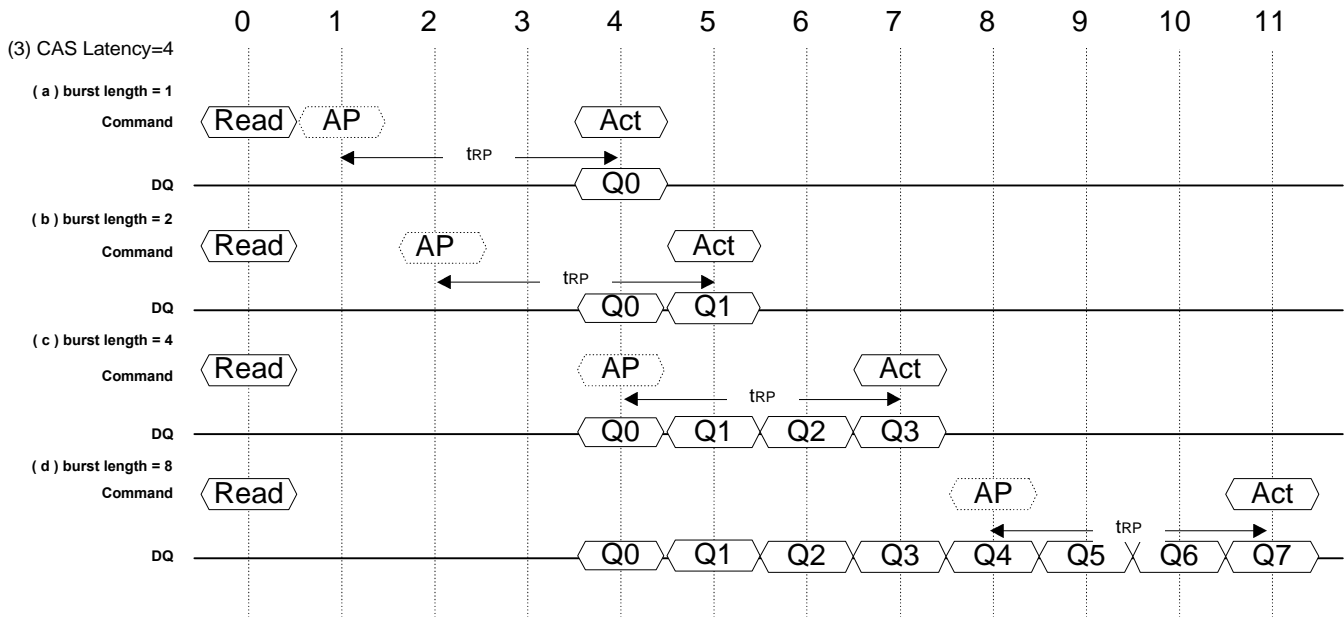 0 1 2 3 4 5 6 7 8 9 10 11
(3) CAS Latency=4
( a ) burst length = 1
Command Read AP Act
tRP
DQ Q0
( b ) burst length = 2
Command Read AP Act
tRP
DQ Q0 Q1
( c ) burst length = 4
Command Read AP Act
tRP
DQ Q0 Q1 Q2 Q3
( d ) burst length = 8
Command Read AP Act
tRP
DQ Q0 Q1 Q2 Q3 Q4 Q5 Q6 Q7